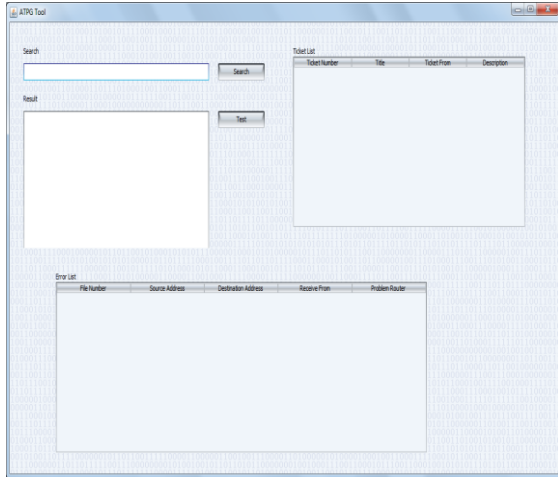 ATPG Tool
Search
Search
Result
Test
Ticket List
Ticket Number Title Ticket From Description
Error List
File Number Source Address Destination Address Receive From Problem Router